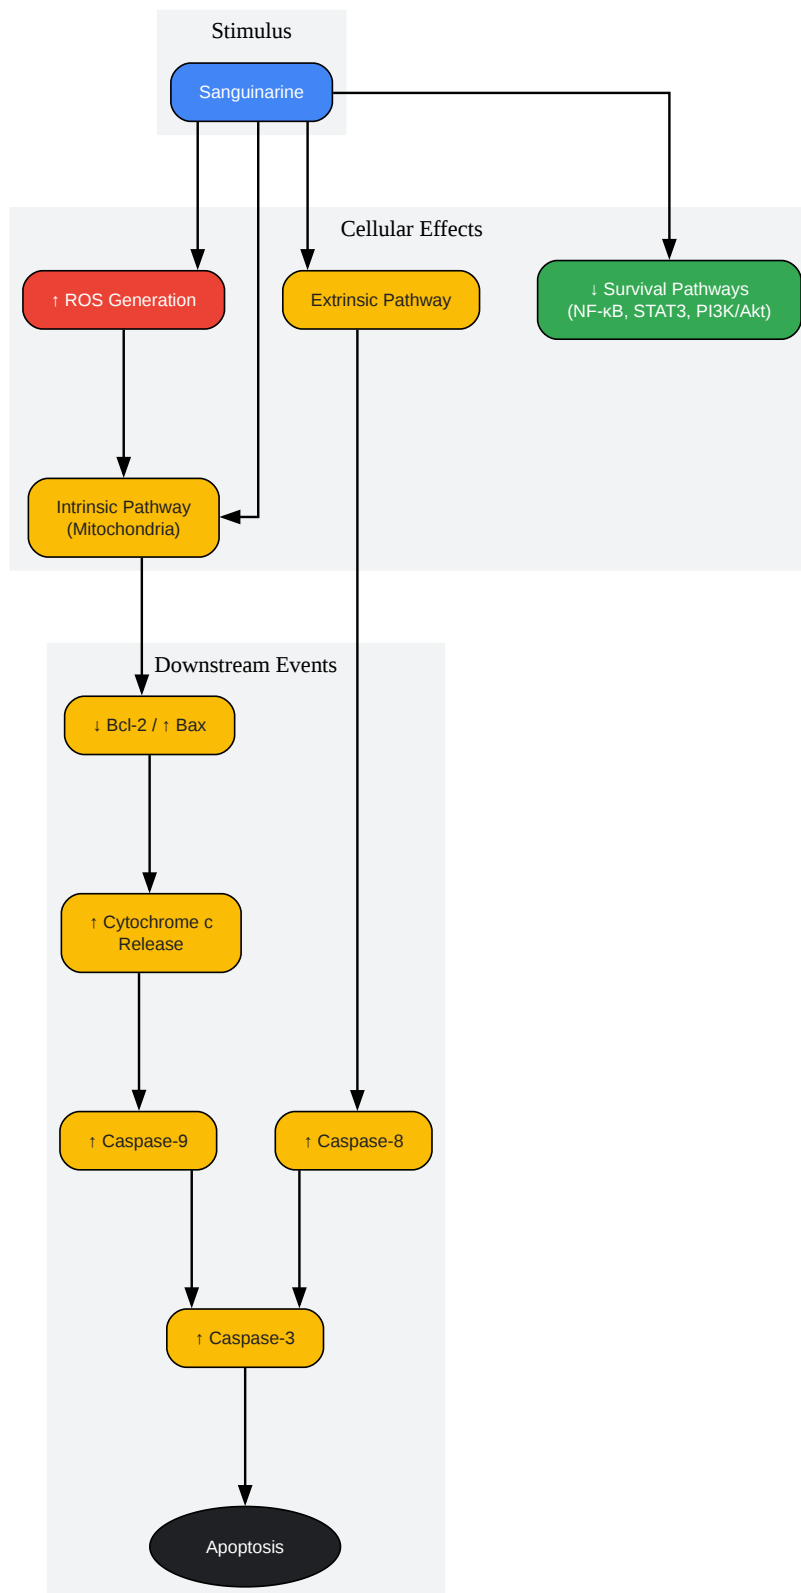 Stimulus
Sanguinarine
Cellular Effects
↑ ROS Generation
Extrinsic Pathway
↓ Survival Pathways
(NF-κB, STAT3, PI3K/Akt)
Intrinsic Pathway
(Mitochondria)
Downstream Events
↓ Bcl-2 / ↑ Bax
↑ Cytochrome c
Release
↑ Caspase-9
↑ Caspase-8
↑ Caspase-3
Apoptosis